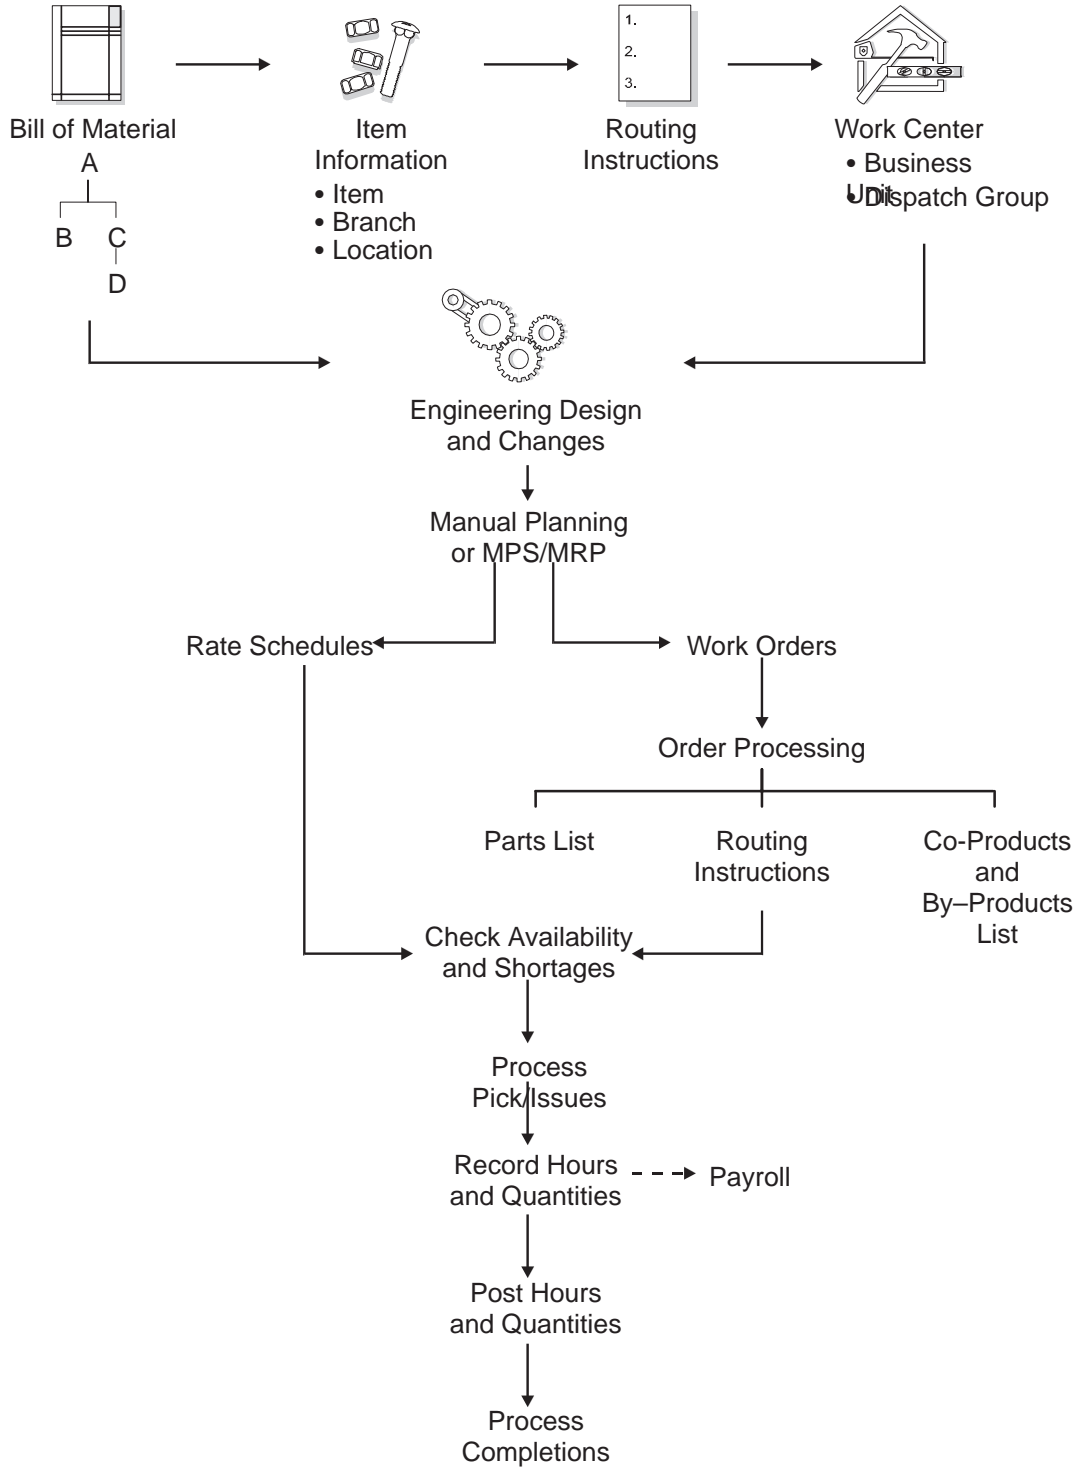 1.
2.
3.
Bill of Material
Item
Information
Routing
Instructions
Work Center
A
B C
D
• Item
• Branch
• Location
• Business
Unit
• Dispatch Group
Engineering Design
and Changes
Manual Planning
or MPS/MRP
Rate Schedules
Work Orders
Order Processing
Parts List
Routing
Instructions
Co-Products
and
By–Products
List
Check Availability
and Shortages
Process
Pick/Issues
Record Hours
and Quantities
Payroll
Post Hours
and Quantities
Process
Completions